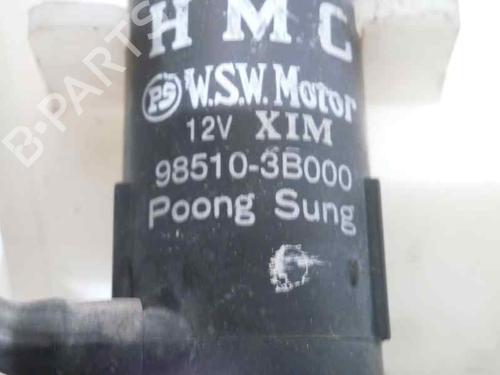 HMC
PS W.S.W. Motor
12V XIM
98510-3B000
Poong Sung
B-Parts